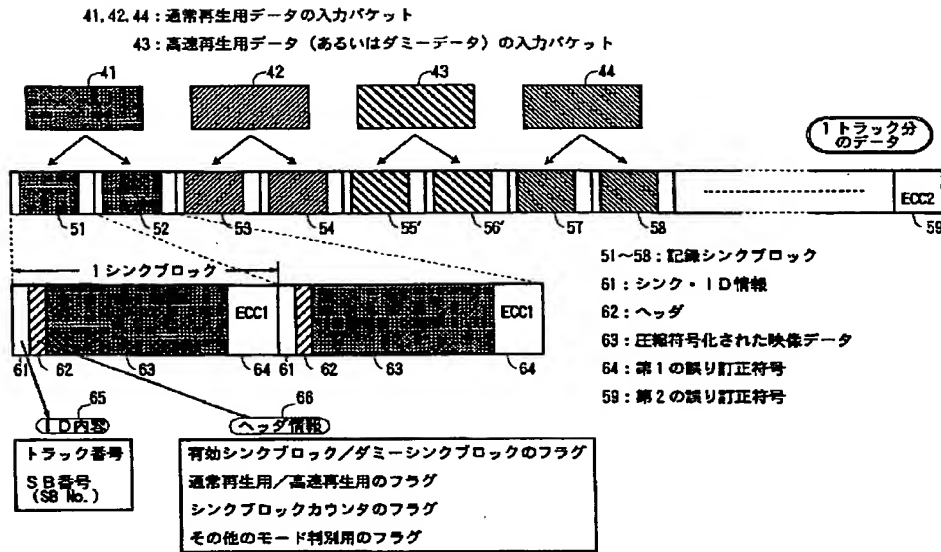 41,42,44：通常再生用データの入力パケット
43：高速再生用データ（あるいはダミーデータ）の入力パケット
41
42
43
44
1トラック分
のデータ
ECC2
51
52
53
54
55'
56'
57
58
59
1シンクブロック
ECC1
ECC1
61
62
63
64
61
62
63
64
51～58：記録シンクブロック
61：シンク・ID情報
62：ヘッダ
63：圧縮符号化された映像データ
64：第1の誤り訂正符号
59：第2の誤り訂正符号
65
ID内容
トラック番号
SB番号
(SB No.)
66
ヘッダ情報
有効シンクブロック／ダミーシンクブロックのフラグ
通常再生用／高速再生用のフラグ
シンクブロックカウンタのフラグ
その他のモード判別用のフラグ